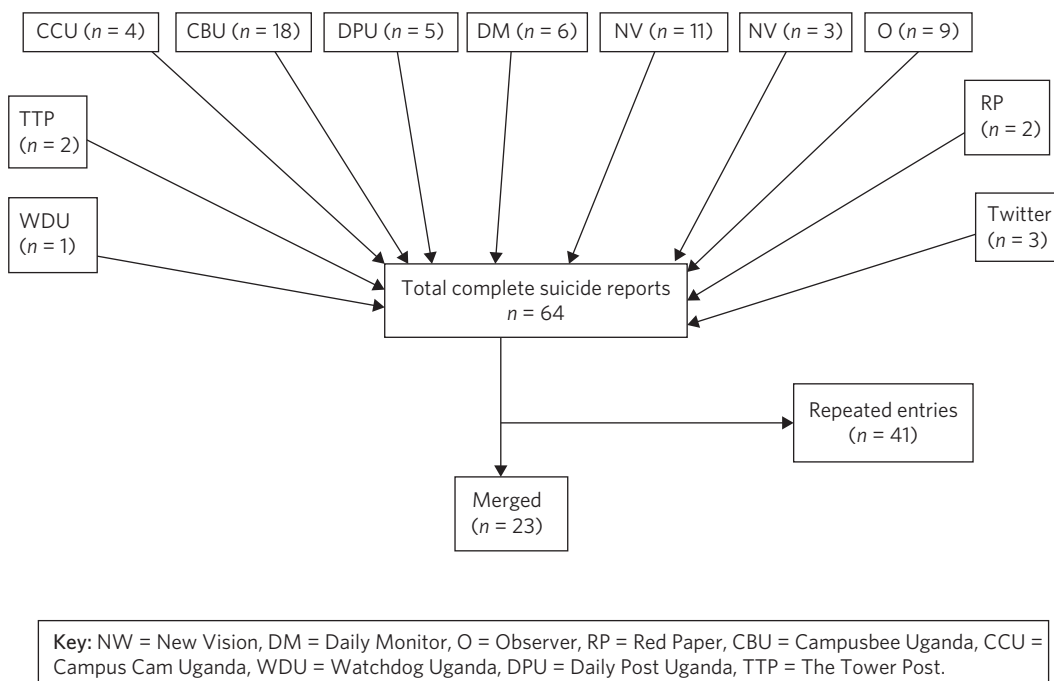 CCU (n = 4)
CBU (n = 18)
DPU (n = 5)
DM (n = 6)
NV (n = 11)
NV (n = 3)
O (n = 9)
TTP
(n = 2)
RP
(n = 2)
WDU
(n = 1)
Twitter
(n = 3)
Total complete suicide reports
n = 64
Repeated entries
(n = 41)
Merged
(n = 23)
Key: NW = New Vision, DM = Daily Monitor, O = Observer, RP = Red Paper, CBU = Campusbee Uganda, CCU =
Campus Cam Uganda, WDU = Watchdog Uganda, DPU = Daily Post Uganda, TTP = The Tower Post.